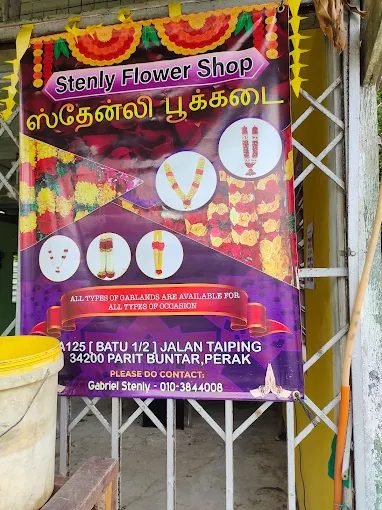 Stenly Flower Shop
ஸ்தேன்லி பூக்கடை
ALL TYPES OF GARLANDS ARE AVAILABLE FOR
ALL TYPES OF OCCASION
A125 [ BATU 1/2 ] JALAN TAIPING
34200 PARIT BUNTAR,PERAK
PLEASE DO CONTACT:
Gabriel Stenly - 010-3844008